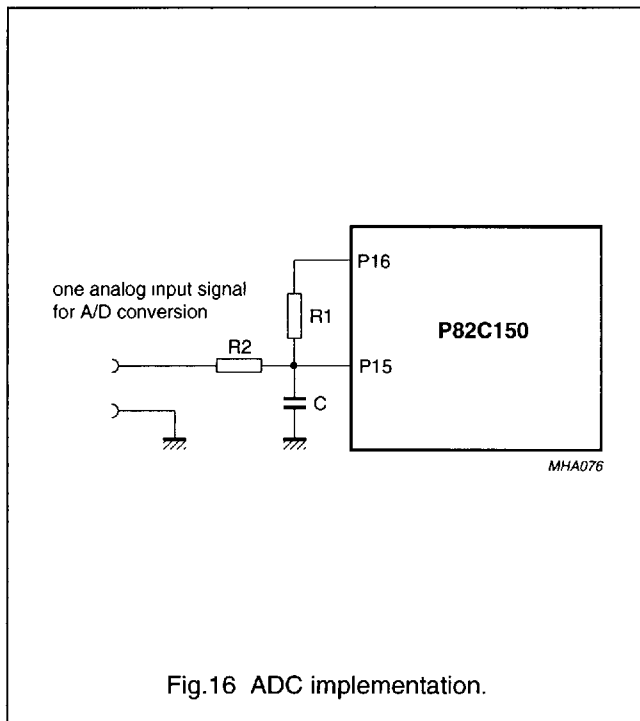 one analog input signal
for A/D conversion
P16
R1
P82C150
R2
P15
C
MHA076
Fig.16 ADC implementation.